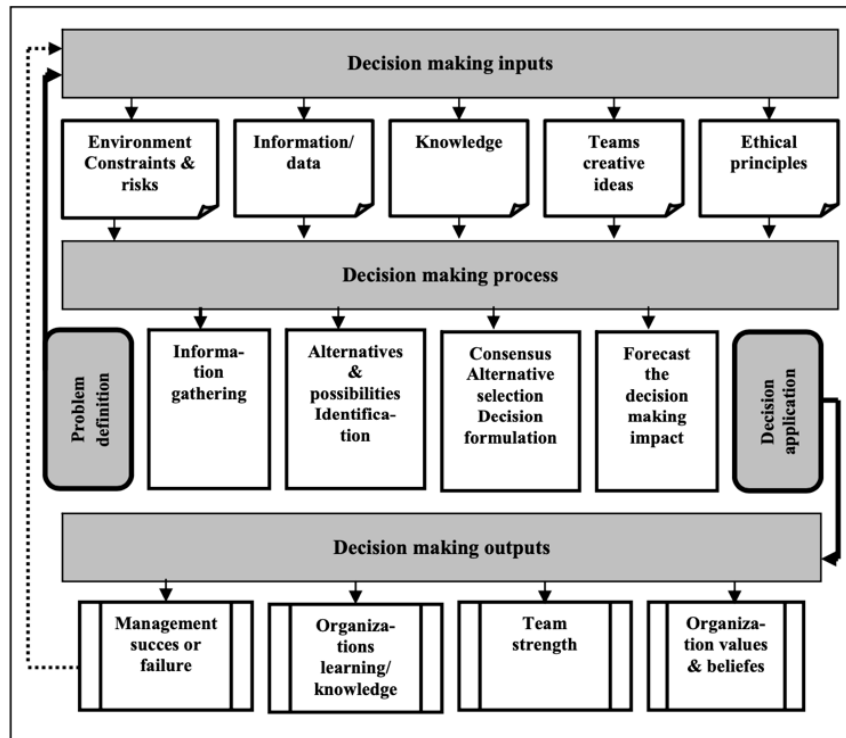 Decision making inputs
Environment
Constraints &
risks
Information/
data
Knowledge
Teams
creative
ideas
Ethical
principles
Decision making process
Problem
definition
Informa-
tion
gathering
Alternatives
&
possibilities
Identifica-
tion
Consensus
Alternative
selection
Decision
formulation
Forecast
the
decision
making
impact
Decision
application
Decision making outputs
Management
succes or
failure
Organiza-
tions
learning/
knowledge
Team
strength
Organiza-
tion values
& beliefes